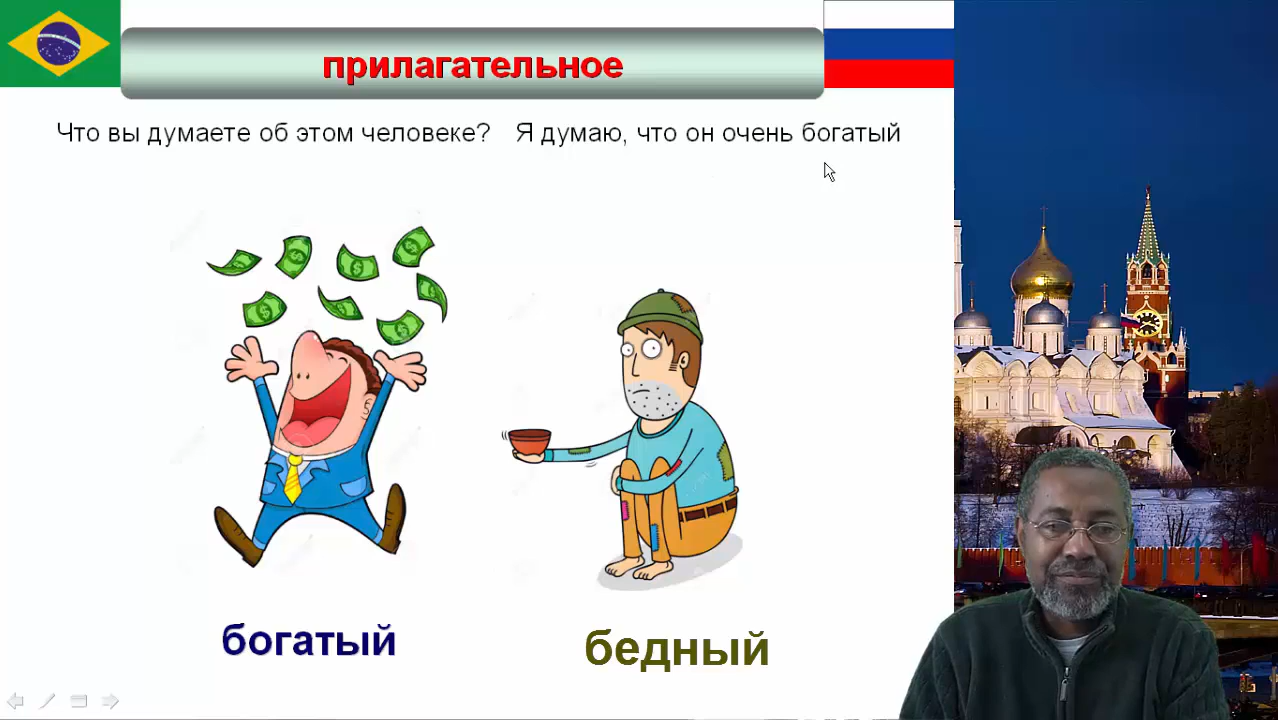 прилагательное
Что вы думаете об этом человеке? Я думаю, что он очень богатый
богатый
бедный